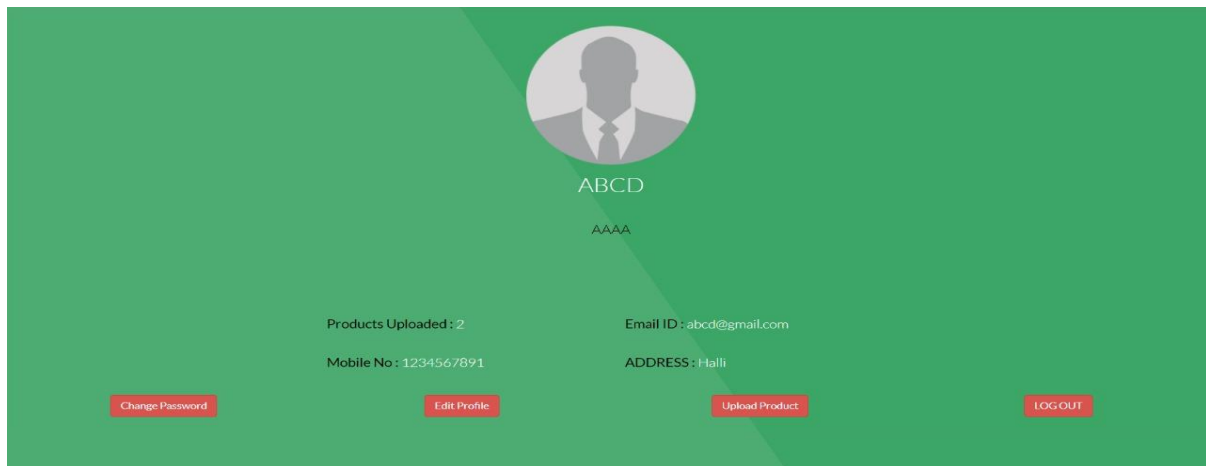 ABCD
AAAA
Products Uploaded : 2
Email ID : abcd@gmail.com
Mobile No : 1234567891
ADDRESS : Halli
Change Password
Edit Profile
Upload Product
LOG OUT